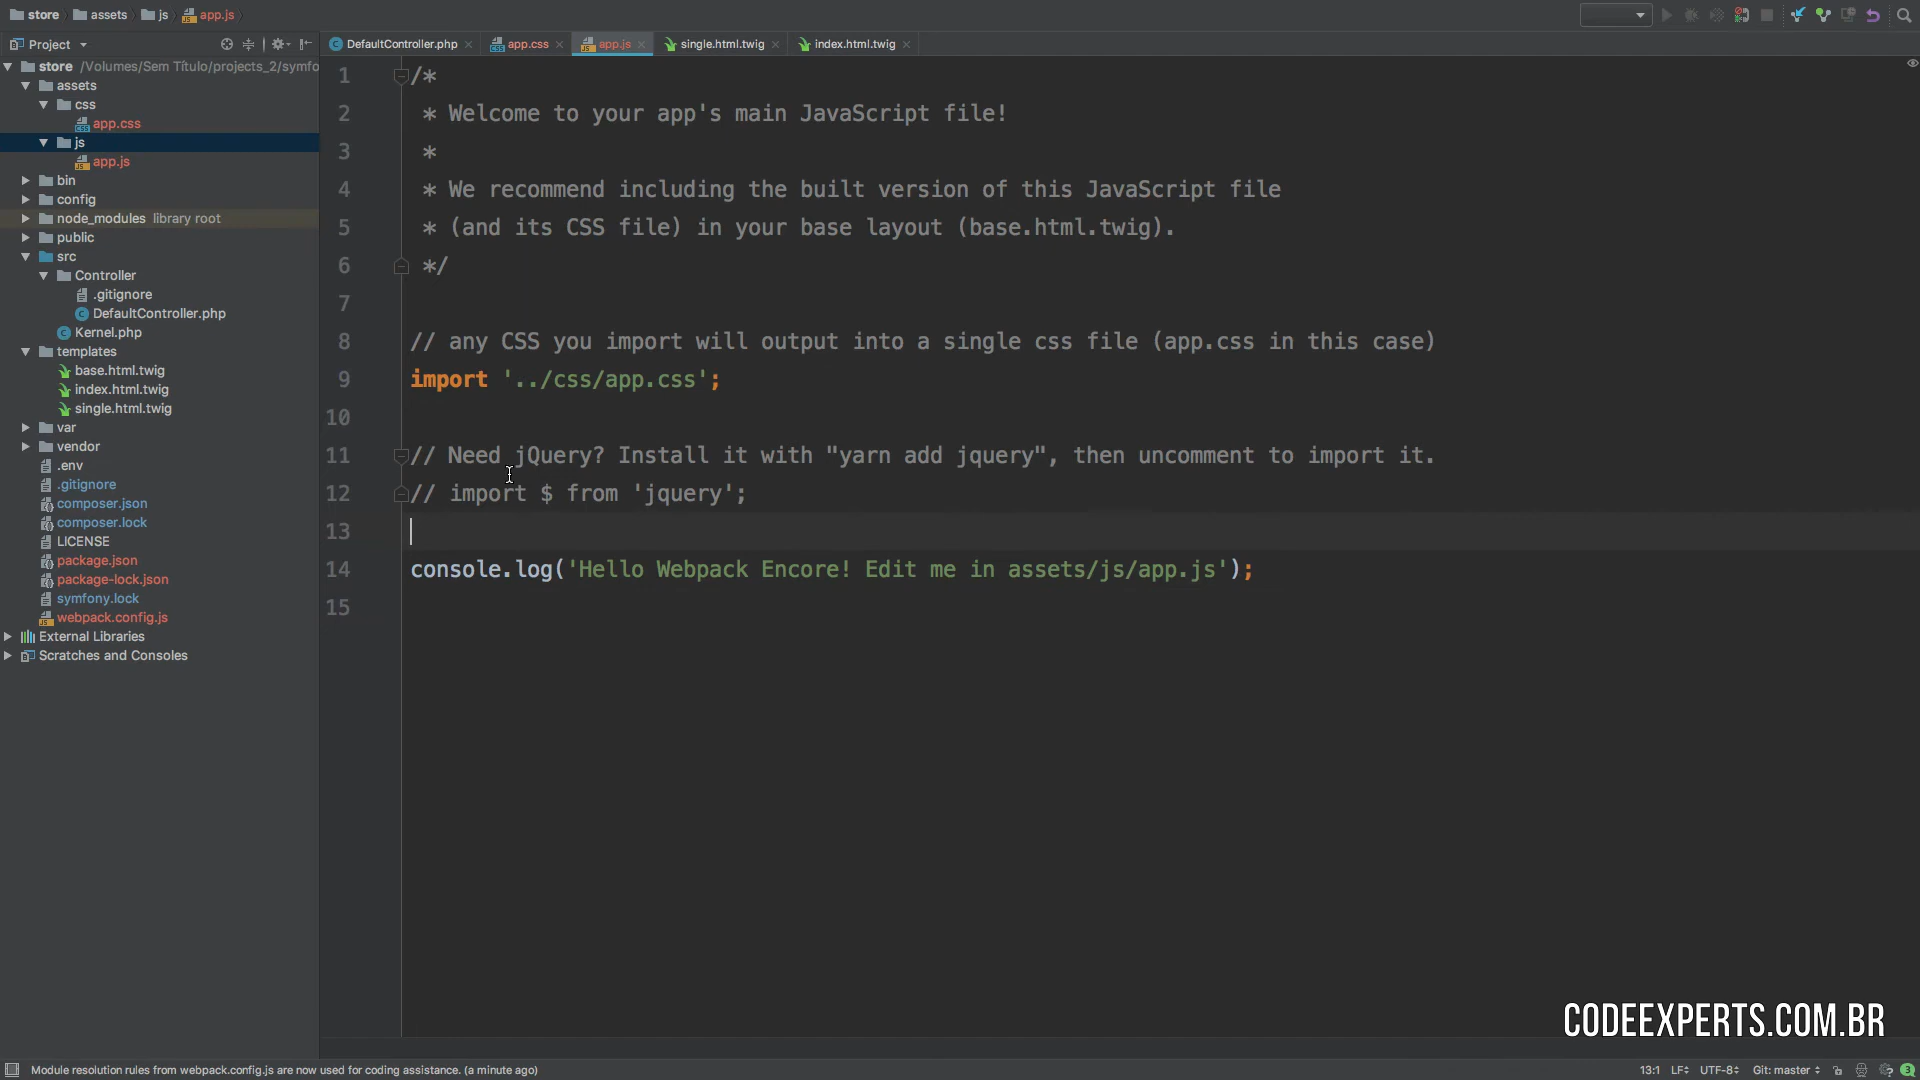 store assets js app.js
Project
DefaultController.php app.css app.js single.html.twig index.html.twig
store /Volumes/Sem Título/projects_2/symfo
assets
css
app.css
js
app.js
bin
config
node_modules library root
public
src
Controller
.gitignore
DefaultController.php
Kernel.php
templates
base.html.twig
index.html.twig
single.html.twig
var
vendor
.env
.gitignore
composer.json
composer.lock
LICENSE
package.json
package-lock.json
symfony.lock
webpack.config.js
External Libraries
Scratches and Consoles
1 /*
2 * Welcome to your app's main JavaScript file!
3 *
4 * We recommend including the built version of this JavaScript file
5 * (and its CSS file) in your base layout (base.html.twig).
6 */
7
8 // any CSS you import will output into a single css file (app.css in this case)
9 import '../css/app.css';
10
11 // Need jQuery? Install it with "yarn add jquery", then uncomment to import it.
12 // import $ from 'jquery';
13
14 console.log('Hello Webpack Encore! Edit me in assets/js/app.js');
15
CODEEXPERTS.COM.BR
Module resolution rules from webpack.config.js are now used for coding assistance. (a minute ago)
13:1 LF UTF-8 Git: master 3